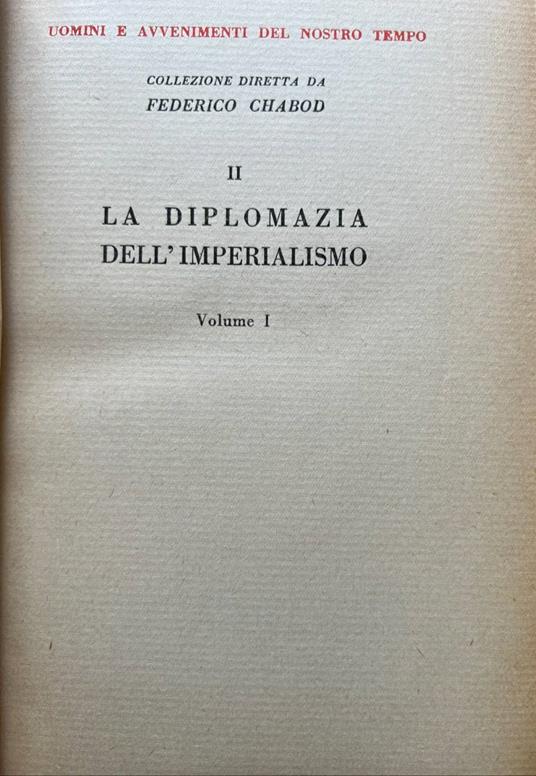 UOMINI E AVVENIMENTI DEL NOSTRO TEMPO
COLLEZIONE DIRETTA DA
FEDERICO CHABOD
II
LA DIPLOMAZIA
DELL'IMPERIALISMO
Volume I